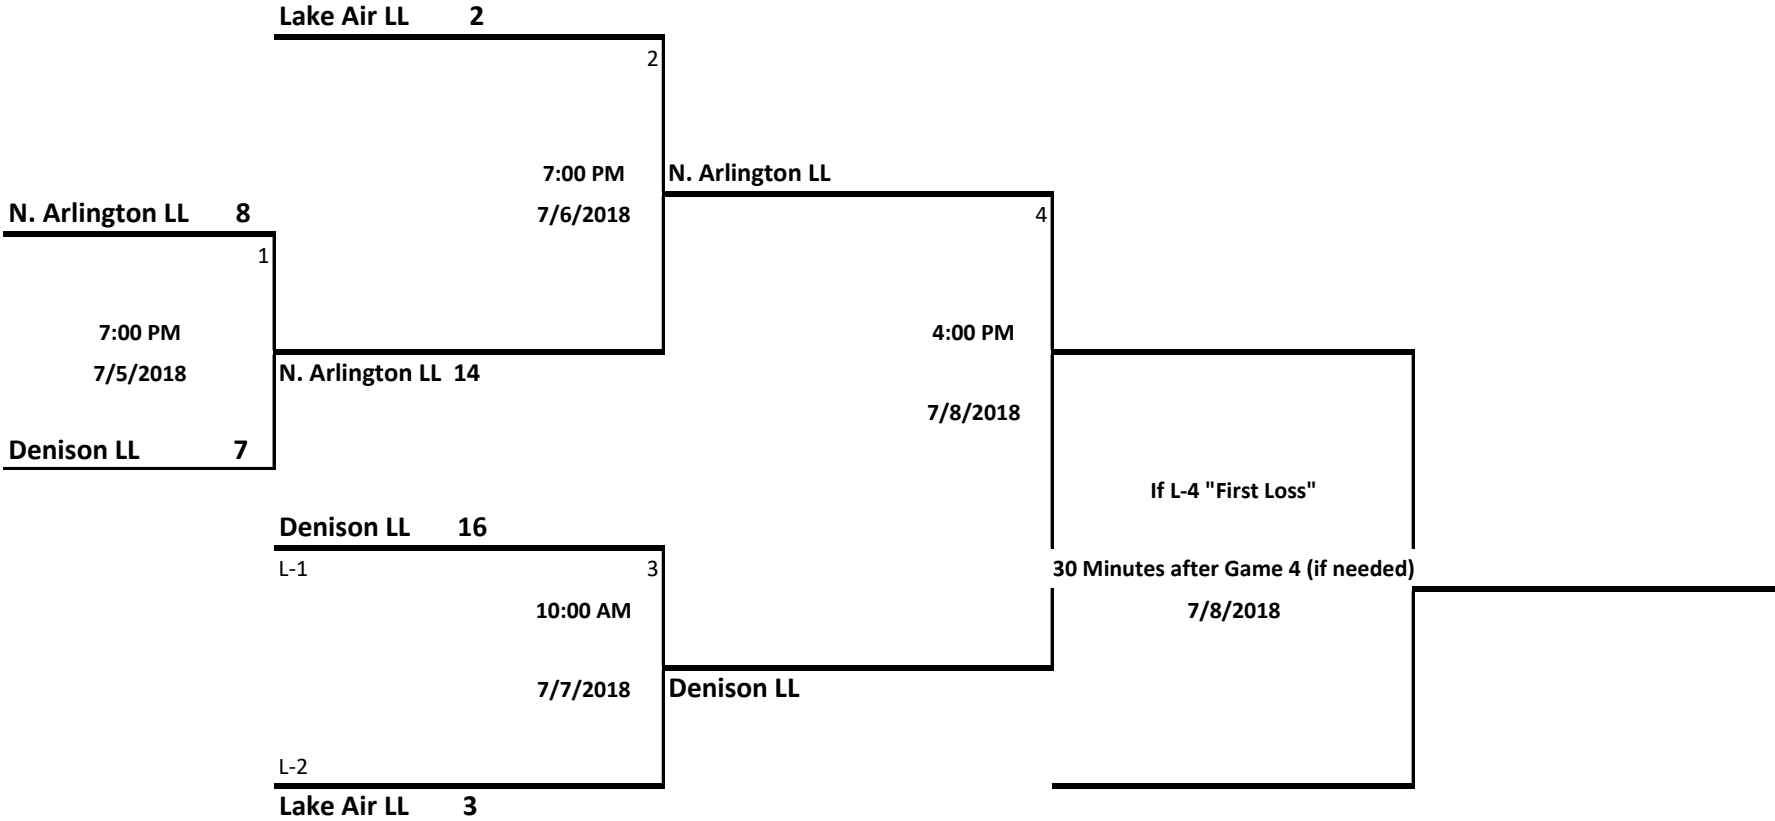 Lake Air LL 2
2
7:00 PM
N. Arlington LL
N. Arlington LL 8
7/6/2018
4
1
7:00 PM
4:00 PM
7/5/2018
N. Arlington LL 14
7/8/2018
Denison LL 7
If L-4 "First Loss"
Denison LL 16
L-1
3
30 Minutes after Game 4 (if needed)
10:00 AM
7/8/2018
7/7/2018
Denison LL
L-2
Lake Air LL 3